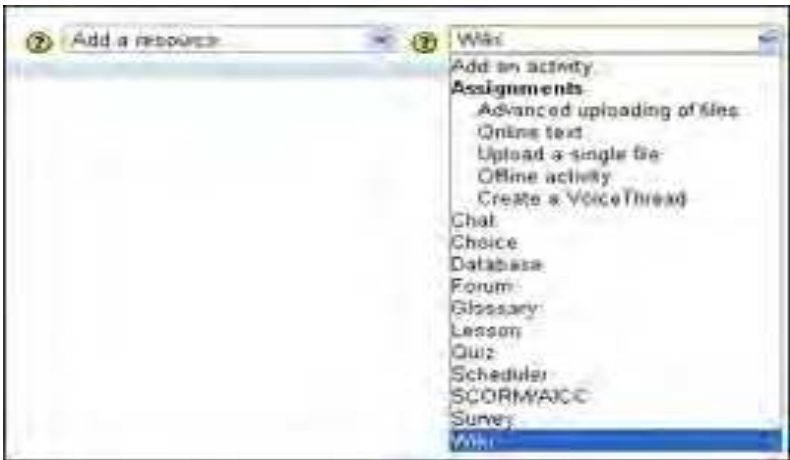 Add a resource... Wiki
Add an activity...
Assignments
Advanced uploading of files
Online text
Upload a single file
Offline activity
Create a VoiceThread
Chat
Choice
Database
Forum
Glossary
Lesson
Quiz
Scheduler
SCORM/AICC
Survey
Wiki